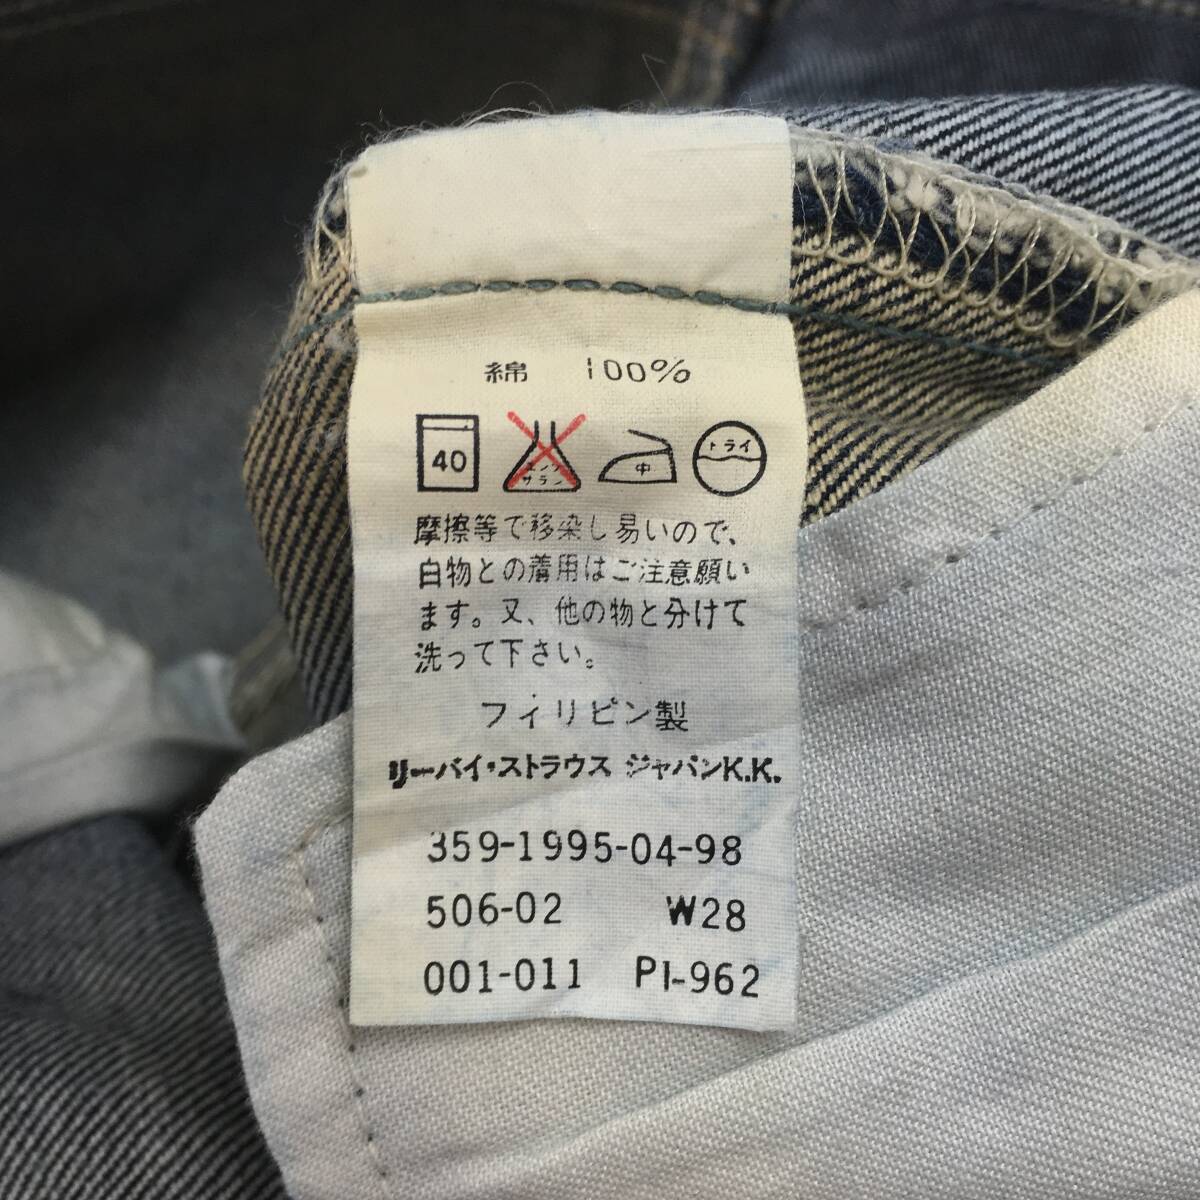 綿 100%
40
エンソ
サラシ
中
ドライ
摩擦等で移染し易いので、
白物との着用はご注意願い
ます。又、他の物と分けて
洗って下さい。
フィリピン製
リーバイ・ストラウス ジャパンK.K.
359-1995-04-98
506-02 W28
001-011 PI-962